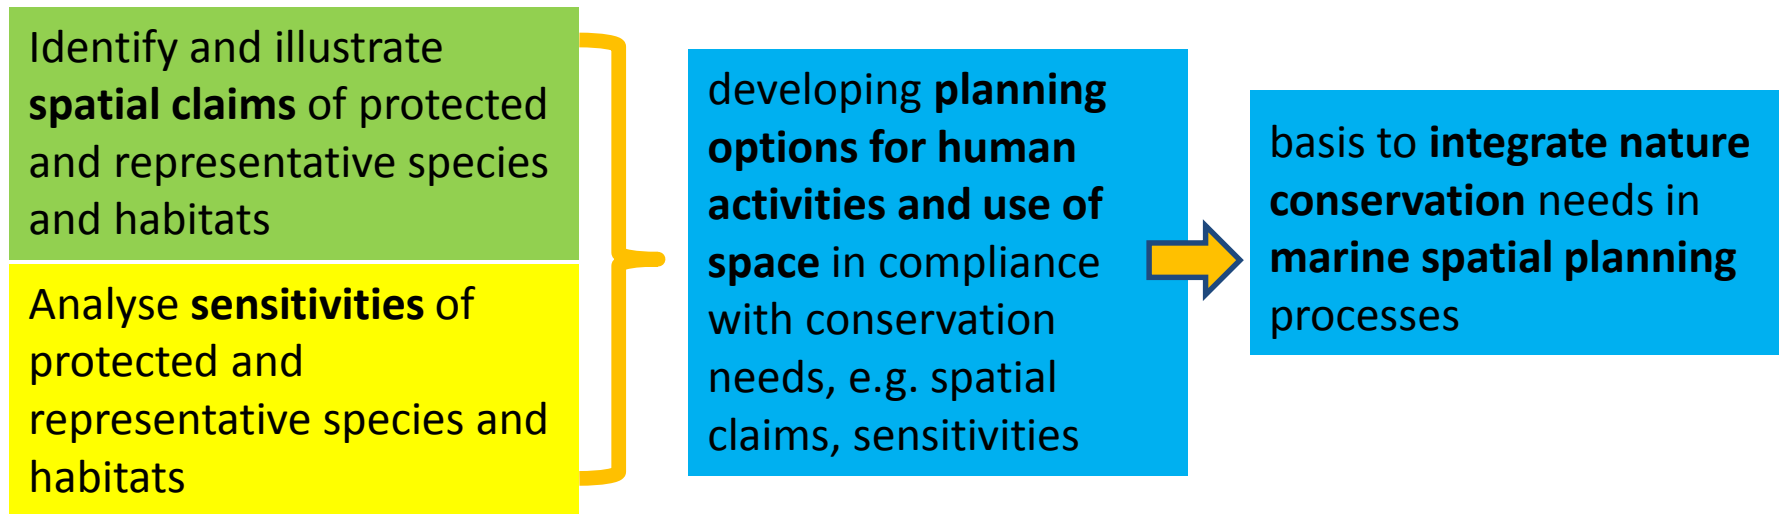 Identify and illustrate
spatial claims of protected
and representative species
and habitats
Analyse sensitivities of
protected and
representative species and
habitats
developing planning
options for human
activities and use of
space in compliance
with conservation
needs, e.g. spatial
claims, sensitivities
basis to integrate nature
conservation needs in
marine spatial planning
processes